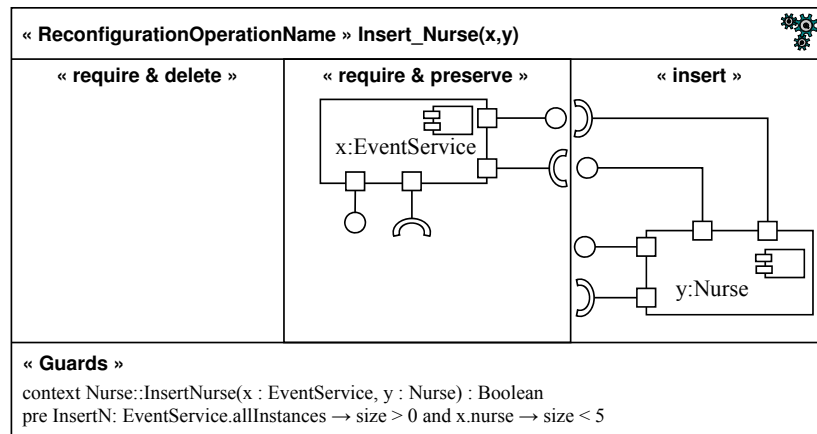 « ReconfigurationOperationName » Insert_Nurse(x,y)
« require & delete »
« require & preserve »
« insert »
x:EventService
y:Nurse
« Guards »
context Nurse::InsertNurse(x : EventService, y : Nurse) : Boolean
pre InsertN: EventService.allInstances → size > 0 and x.nurse → size < 5